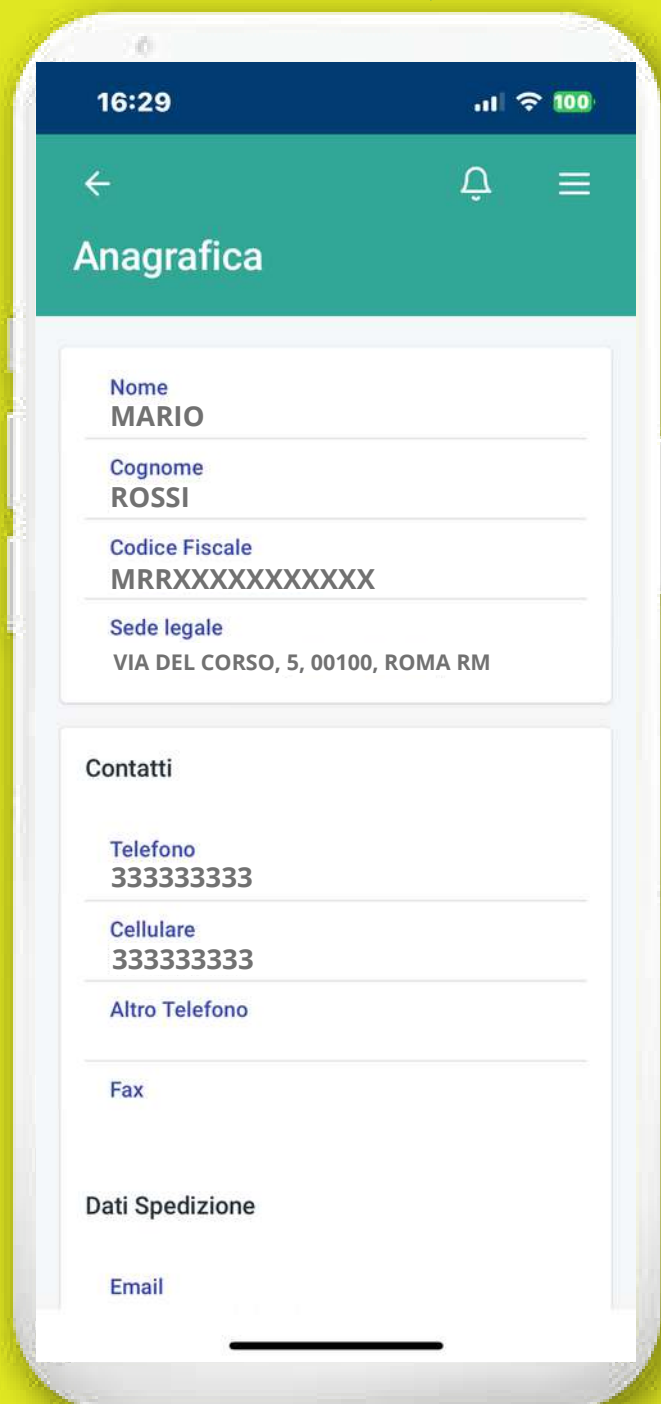 16:29
100
Anagrafica
Nome
MARIO
Cognome
ROSSI
Codice Fiscale
MRRXXXXXXXXXXX
Sede legale
VIA DEL CORSO, 5, 00100, ROMA RM
Contatti
Telefono
333333333
Cellulare
333333333
Altro Telefono
Fax
Dati Spedizione
Email